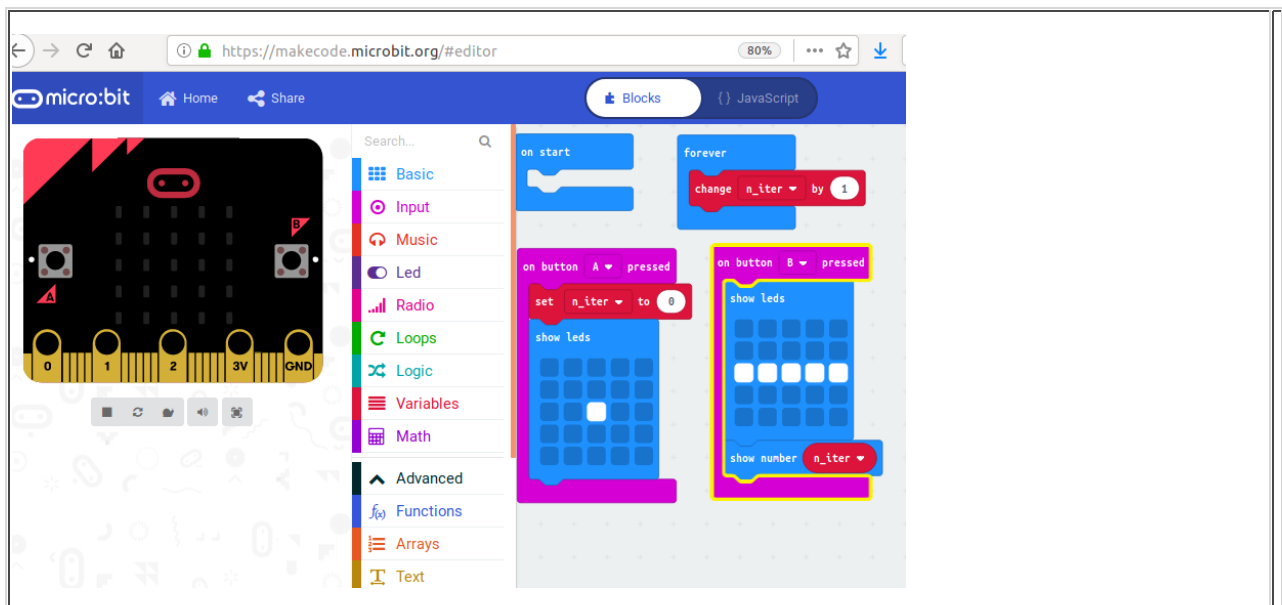 https://makecode.microbit.org/#editor 80%
micro:bit Home Share Blocks {} JavaScript
B
A
0 1 2 3V GND
Search...
Basic
Input
Music
Led
Radio
Loops
Logic
Variables
Math
Advanced
Functions
Arrays
Text
on start
forever
change n_iter by 1
on button A pressed
set n_iter to 0
show leds
on button B pressed
show leds
show number n_iter